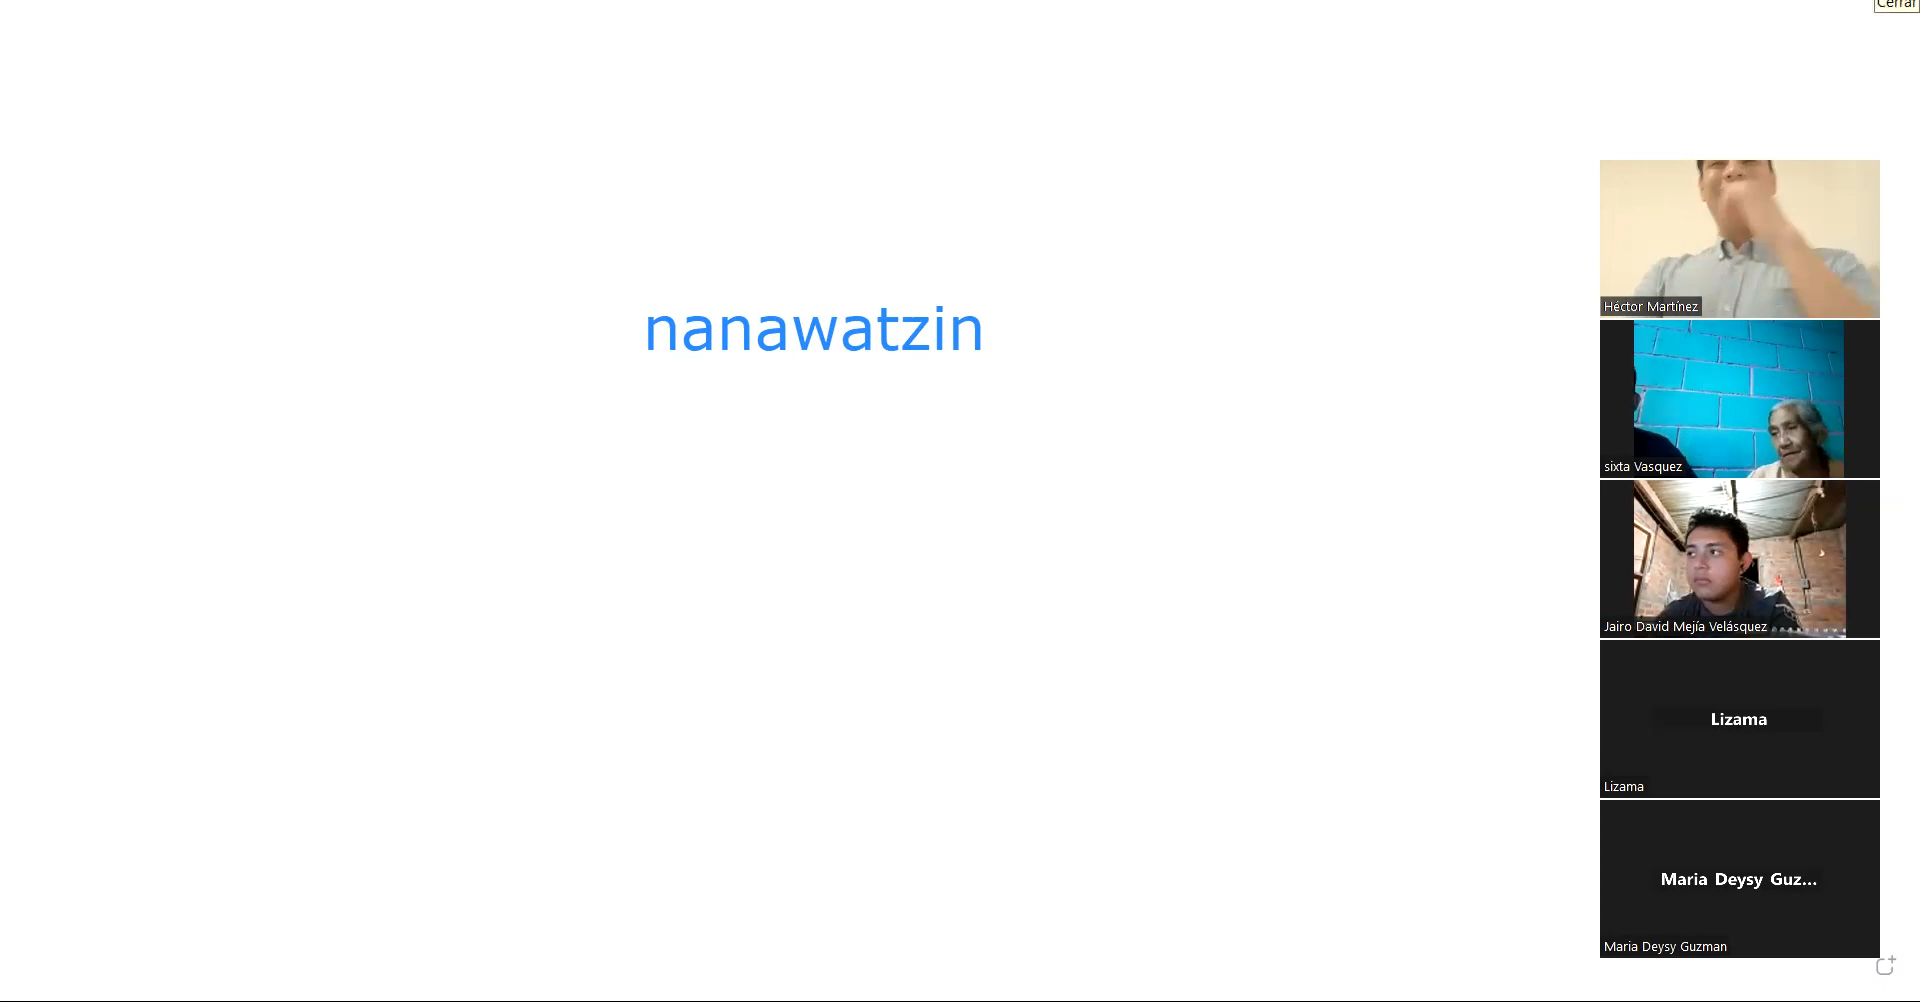 Cerrar
nanawatzin
Héctor Martínez
sixta Vasquez
Jairo David Mejía Velásquez
Lizama
Lizama
Maria Deysy Guz...
Maria Deysy Guzman